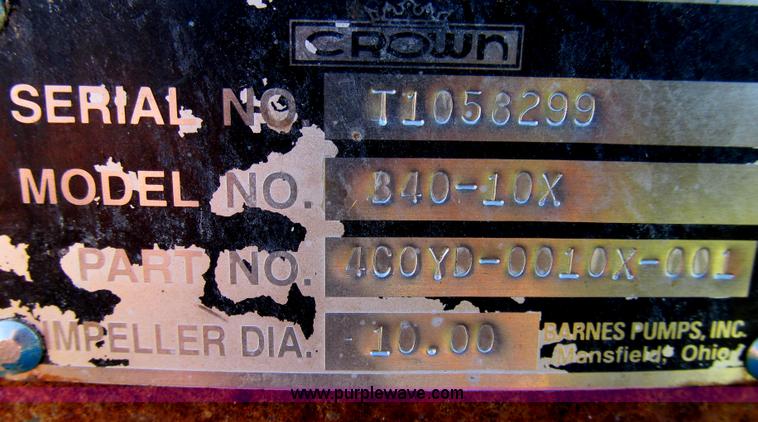 CROWN
SERIAL NO. T1058299
MODEL NO. B40-10X
PART NO. 4COYD-0010X-001
IMPELLER DIA. 10.00
BARNES PUMPS, INC.
Mansfield, Ohio
www.purplewave.com